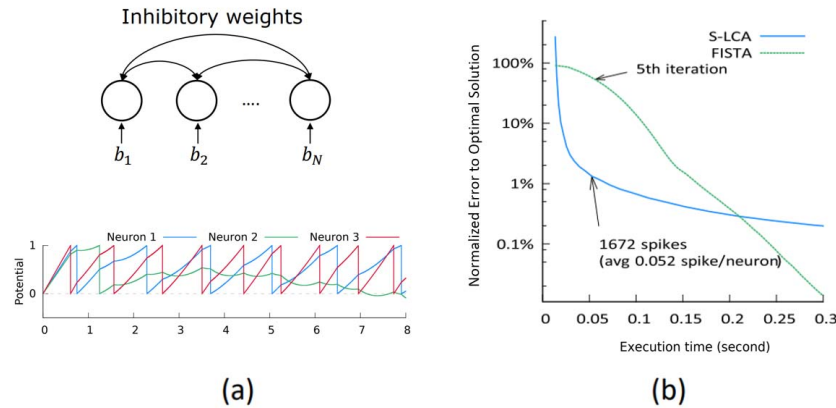 Inhibitory weights
....
b₁ b₂ b_N
Neuron 1 Neuron 2 Neuron 3
Potential
1
0
0 1 2 3 4 5 6 7 8
(a)
S-LCA
FISTA
Normalized Error to Optimal Solution
100%
10%
1%
0.1%
5th iteration
1672 spikes
(avg 0.052 spike/neuron)
0 0.05 0.1 0.15 0.2 0.25 0.3
Execution time (second)
(b)